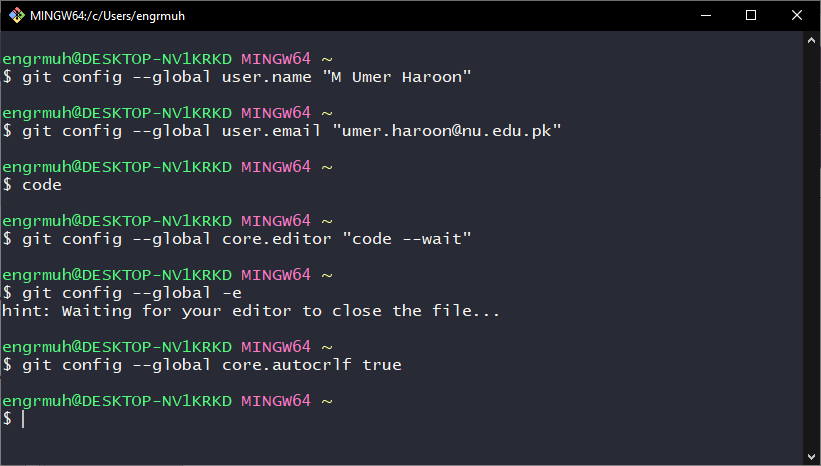 MINGW64:/c/Users/engrmuh
engrmuh@DESKTOP-NV1KRKD MINGW64 ~
$ git config --global user.name "M Umer Haroon"
engrmuh@DESKTOP-NV1KRKD MINGW64 ~
$ git config --global user.email "umer.haroon@nu.edu.pk"
engrmuh@DESKTOP-NV1KRKD MINGW64 ~
$ code
engrmuh@DESKTOP-NV1KRKD MINGW64 ~
$ git config --global core.editor "code --wait"
engrmuh@DESKTOP-NV1KRKD MINGW64 ~
$ git config --global -e
hint: Waiting for your editor to close the file...
engrmuh@DESKTOP-NV1KRKD MINGW64 ~
$ git config --global core.autocrlf true
engrmuh@DESKTOP-NV1KRKD MINGW64 ~
$